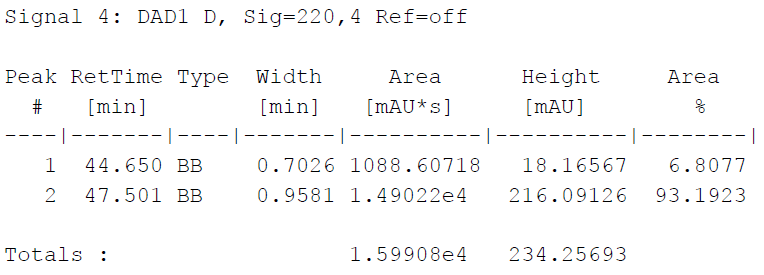 Signal 4: DAD1 D, Sig=220,4 Ref=off
Peak RetTime Type  Width     Area      Height     Area
  #   [min]        [min]   [mAU*s]     [mAU]        %
----|-------|----|-------|----------|----------|--------|
   1  44.650 BB    0.7026 1088.60718   18.16567   6.8077
   2  47.501 BB    0.9581 1.49022e4   216.09126  93.1923
Totals :                  1.59908e4   234.25693